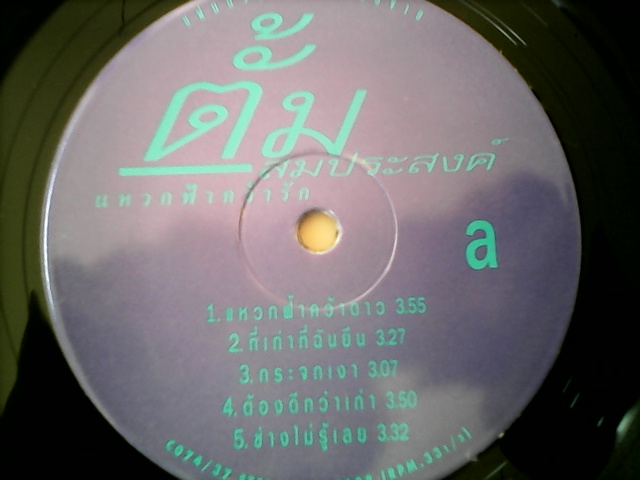 ตั้ม
สมประสงค์
แหวกฟ้าคว้ารัก
a
1. แหวกฟ้าคว้าดาว 3.55
2. ที่เก่าที่ฉันยืน 3.27
3. กระจกเงา 3.07
4. ต้องดีกว่าเก่า 3.50
5. ช่างไม่รู้เลย 3.32